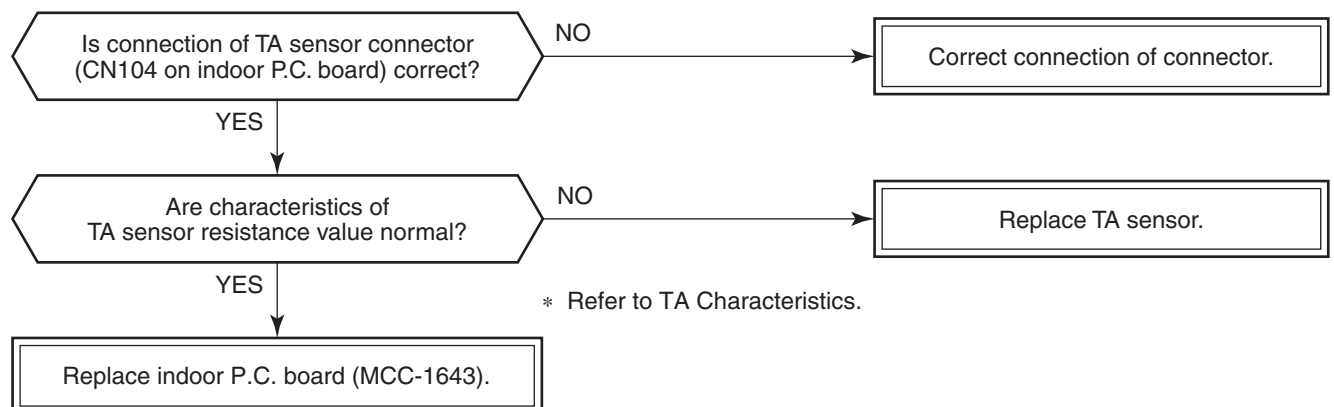 Is connection of TA sensor connector
(CN104 on indoor P.C. board) correct?
NO
Correct connection of connector.
YES
Are characteristics of
TA sensor resistance value normal?
NO
Replace TA sensor.
YES
* Refer to TA Characteristics.
Replace indoor P.C. board (MCC-1643).